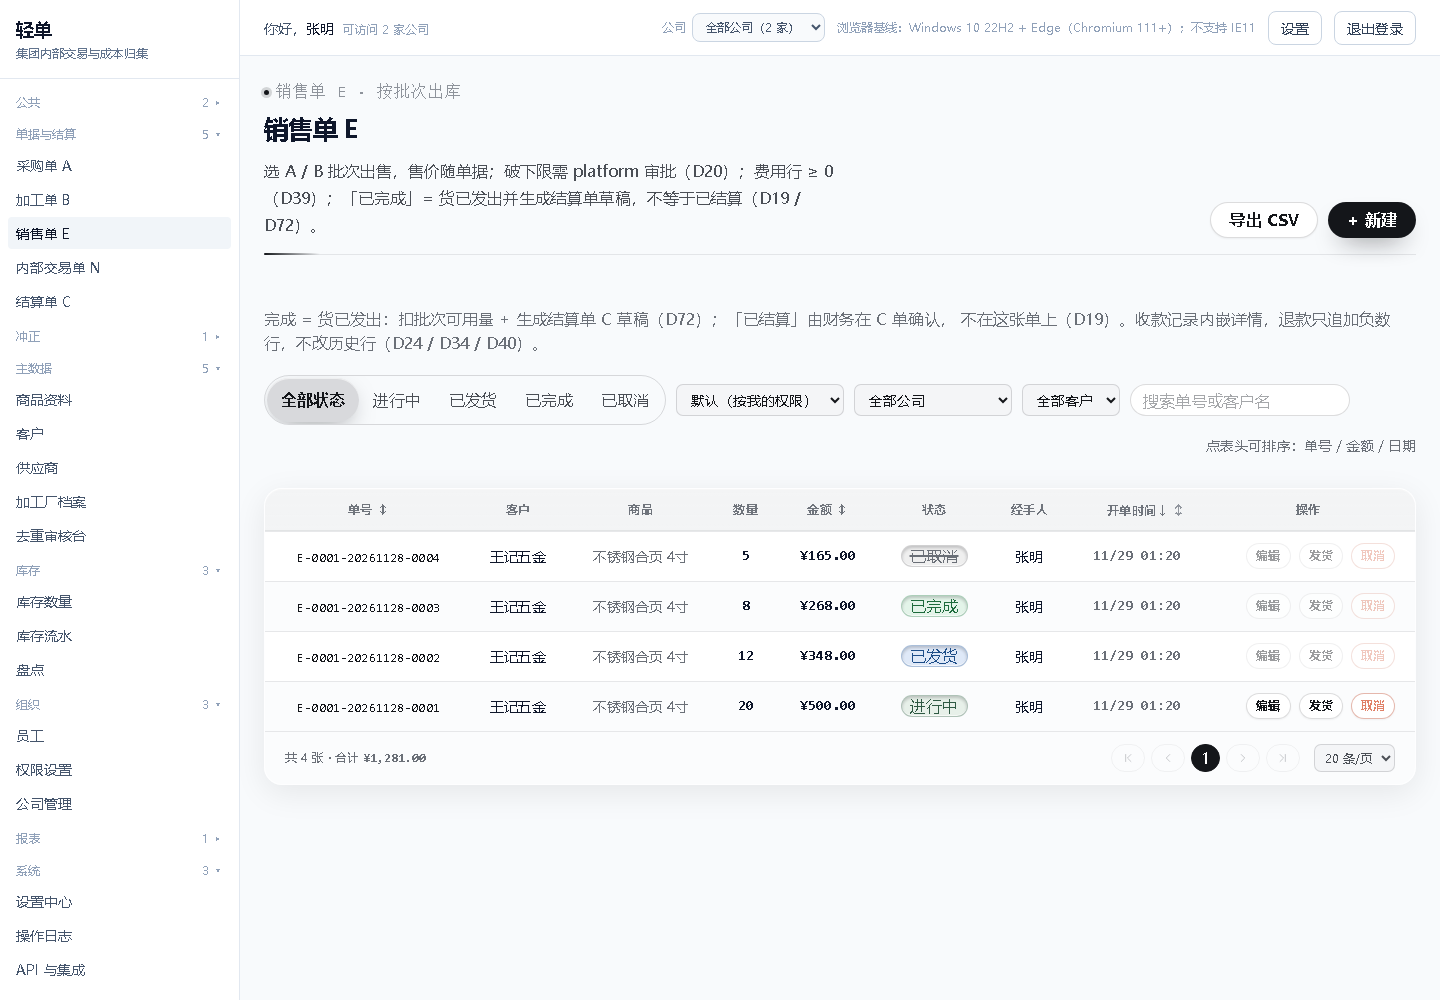 轻单
集团内部交易与成本归集
公共 2 ▸
单据与结算 5 ▾
采购单 A
加工单 B
销售单 E
内部交易单 N
结算单 C
冲正 1 ▸
主数据 5 ▾
商品资料
客户
供应商
加工厂档案
去重审核台
库存 3 ▾
库存数量
库存流水
盘点
组织 3 ▾
员工
权限设置
公司管理
报表 1 ▸
系统 3 ▾
设置中心
操作日志
API 与集成
你好，张明 可访问 2 家公司
公司 全部公司（2 家） 浏览器基线：Windows 10 22H2 + Edge（Chromium 111+）；不支持 IE11 设置 退出登录
销售单 E - 按批次出库
销售单 E
选 A / B 批次出售，售价随单据；破下限需 platform 审批（D20）；费用行 ≥ 0
（D39）；「已完成」= 货已发出并生成结算单草稿，不等于已结算（D19 /
D72）。
导出 CSV + 新建
完成 = 货已发出：扣批次可用量 + 生成结算单 C 草稿（D72）；「已结算」由财务在 C 单确认， 不在这张单上（D19）。收款记录内嵌详情，退款只追加负数
行，不改历史行（D24 / D34 / D40）。
全部状态 进行中 已发货 已完成 已取消 默认（按我的权限） 全部公司 全部客户 搜索单号或客户名
点表头可排序：单号 / 金额 / 日期
单号 ↕ 客户 商品 数量 金额 ↕ 状态 经手人 开单时间↓ ↕ 操作
E-0001-20261128-0004 王记五金 不锈钢合页 4寸 5 ¥165.00 已取消 张明 11/29 01:20 编辑 发货 取消
E-0001-20261128-0003 王记五金 不锈钢合页 4寸 8 ¥268.00 已完成 张明 11/29 01:20 编辑 发货 取消
E-0001-20261128-0002 王记五金 不锈钢合页 4寸 12 ¥348.00 已发货 张明 11/29 01:20 编辑 发货 取消
E-0001-20261128-0001 王记五金 不锈钢合页 4寸 20 ¥500.00 进行中 张明 11/29 01:20 编辑 发货 取消
共 4 张 · 合计 ¥1,281.00 1 20 条/页